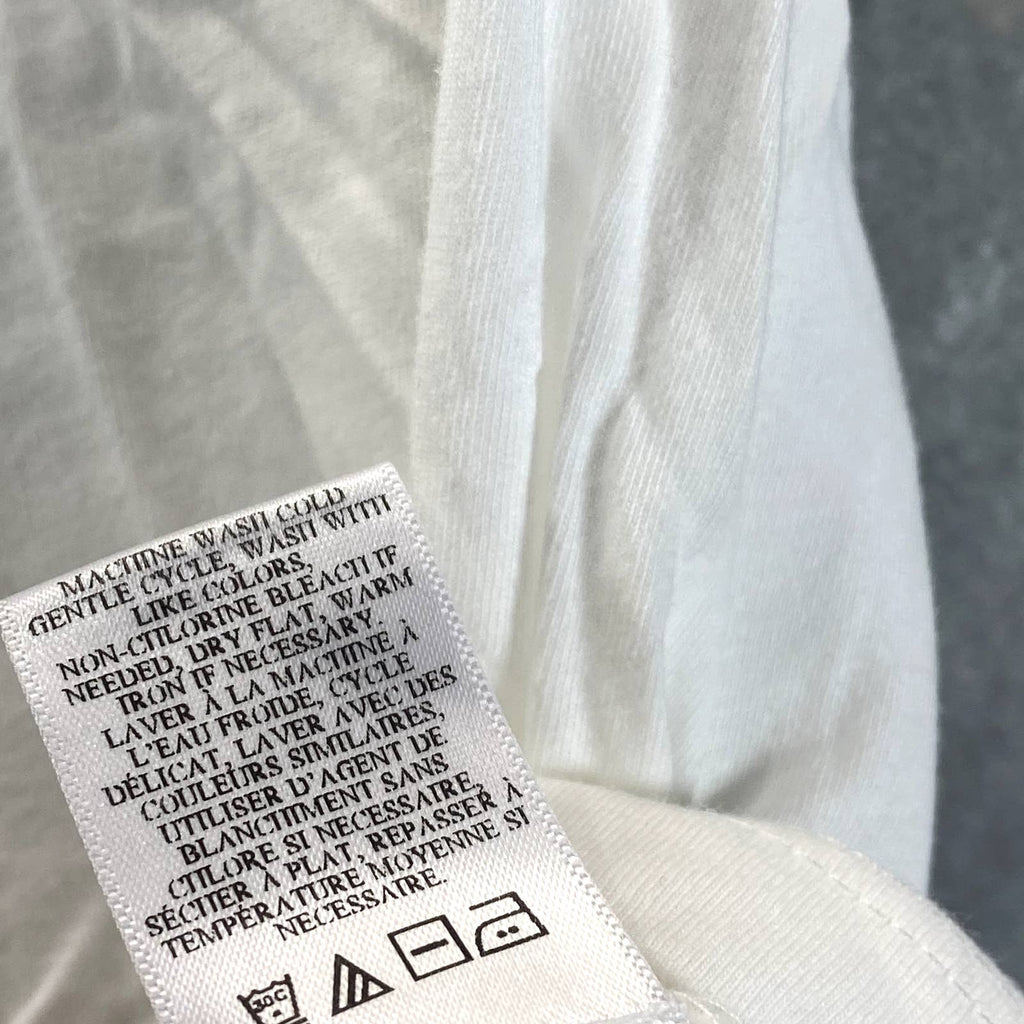 MACHINE WASH COLD
GENTLE CYCLE, WASH WITH
LIKE COLORS,
NON-CHLORINE BLEACH IF
NEEDED, DRY FLAT, WARM
IRON IF NECESSARY.
LAVER À LA MACHINE À
L'EAU FROIDE, CYCLE
DÉLICAT, LAVER AVEC DES
COULEURS SIMILAIRES,
UTILISER D'AGENT DE
BLANCHIMENT SANS
CHLORE SI NECESSAIRE,
SÉCHER À PLAT, REPASSER À
TEMPÉRATURE MOYENNE SI
NECESSAIRE.
30C